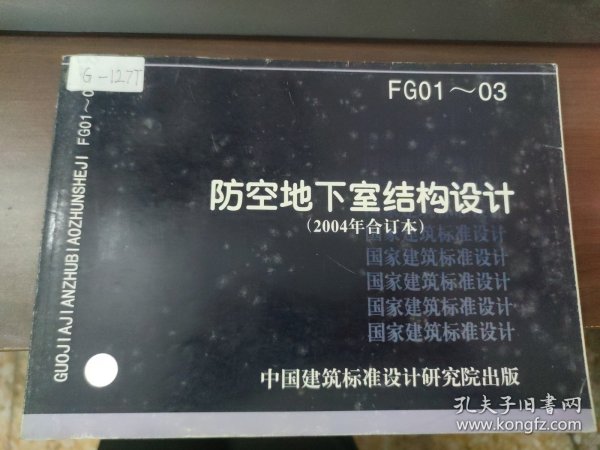 G-127T
FG01～03
GUOJIAJIANZHUBIAOZHUNSHEJI FG01～0
防空地下室结构设计
(2004年合订本)
国家建筑标准设计
国家建筑标准设计
国家建筑标准设计
国家建筑标准设计
国家建筑标准设计
中国建筑标准设计研究院出版
孔夫子旧书网
www.kongfz.com